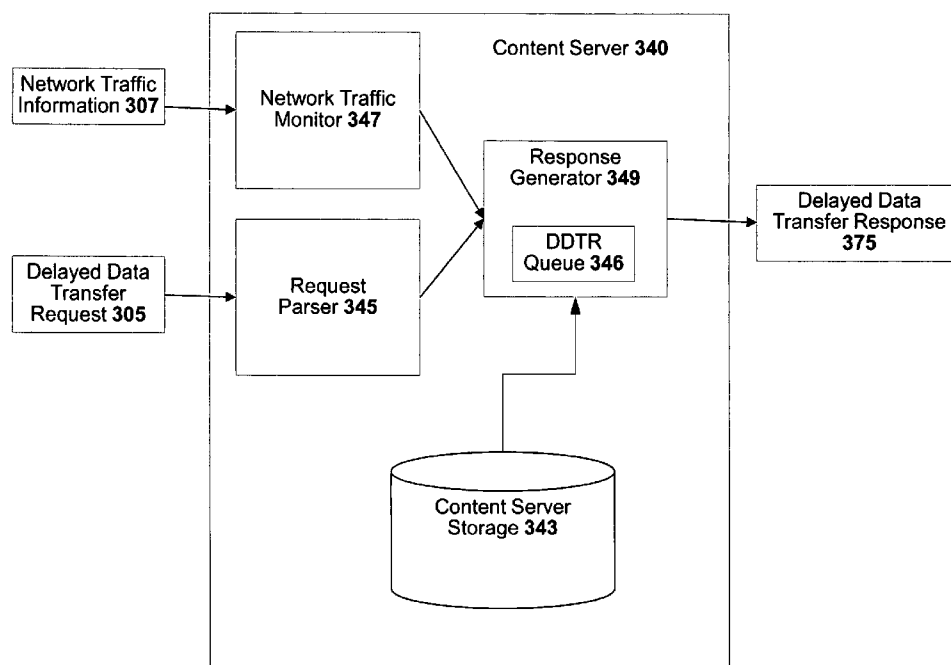 Content Server 340
Network Traffic
Information 307
Network Traffic
Monitor 347
Response
Generator 349
DDTR
Queue 346
Delayed Data
Transfer Response
375
Delayed Data
Transfer
Request 305
Request
Parser 345
Content Server
Storage 343